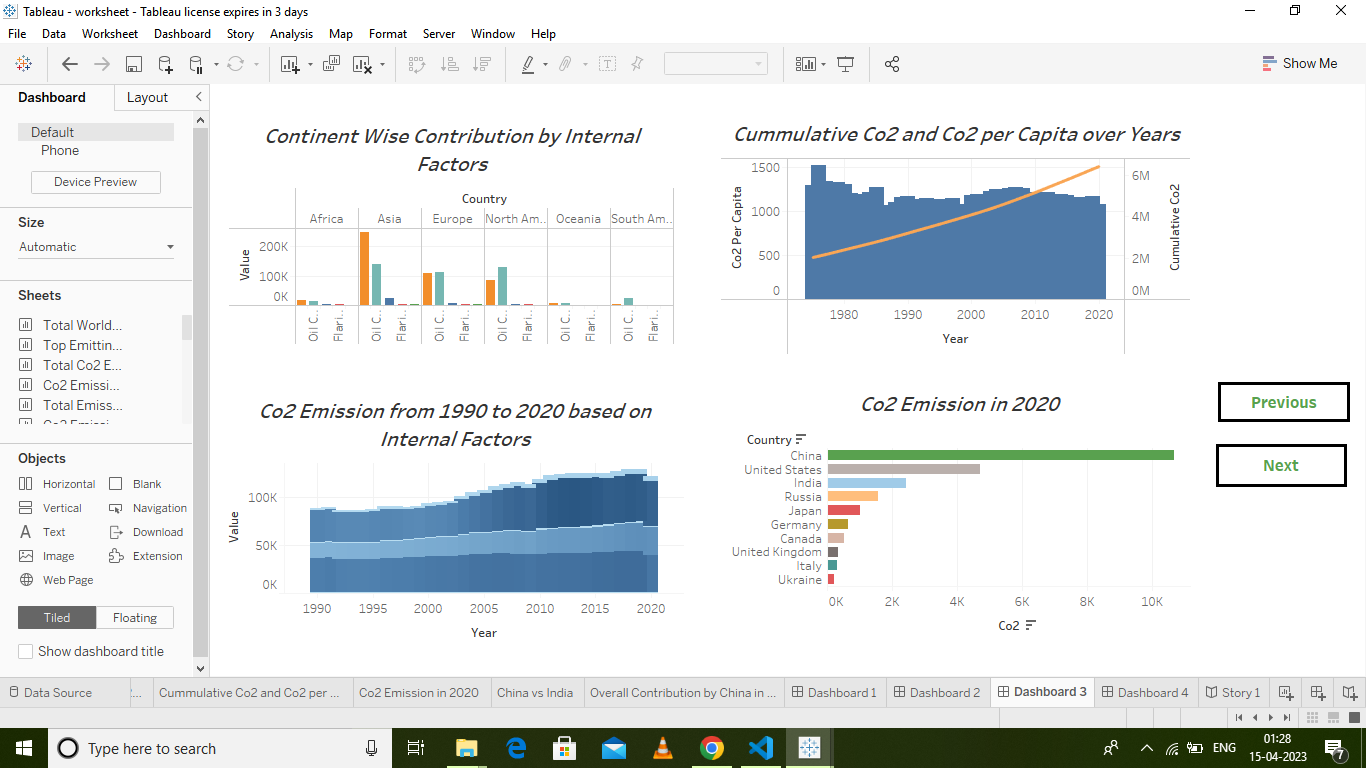 Tableau - worksheet - Tableau license expires in 3 days
File Data Worksheet Dashboard Story Analysis Map Format Server Window Help
Show Me
Dashboard Layout
Default
Phone
Device Preview
Size
Automatic
Sheets
Total World...
Top Emittin...
Total Co2 E...
Co2 Emissi...
Total Emiss...
Objects
Horizontal Blank
Vertical Navigation
Text Download
Image Extension
Web Page
Tiled Floating
Show dashboard title
Continent Wise Contribution by Internal
Factors
Country
Africa Asia Europe North Am.. Oceania South Am..
Value
200K
100K
0K
Oil C.. Flari.. Oil C.. Flari.. Oil C.. Flari.. Oil C.. Flari.. Oil C.. Flari.. Oil C.. Flari..
Cummulative Co2 and Co2 per Capita over Years
Co2 Per Capita
1500
1000
500
0
6M
4M
2M
0M
Cumulative Co2
1980 1990 2000 2010 2020
Year
Co2 Emission from 1990 to 2020 based on
Internal Factors
Value
100K
50K
0K
1990 1995 2000 2005 2010 2015 2020
Year
Co2 Emission in 2020
Country
China
United States
India
Russia
Japan
Germany
Canada
United Kingdom
Italy
Ukraine
0K 2K 4K 6K 8K 10K
Co2
Previous
Next
Data Source Cummulative Co2 and Co2 per ... Co2 Emission in 2020 China vs India Overall Contribution by China in ... Dashboard 1 Dashboard 2 Dashboard 3 Dashboard 4 Story 1
Type here to search
ENG
01:28
15-04-2023
7